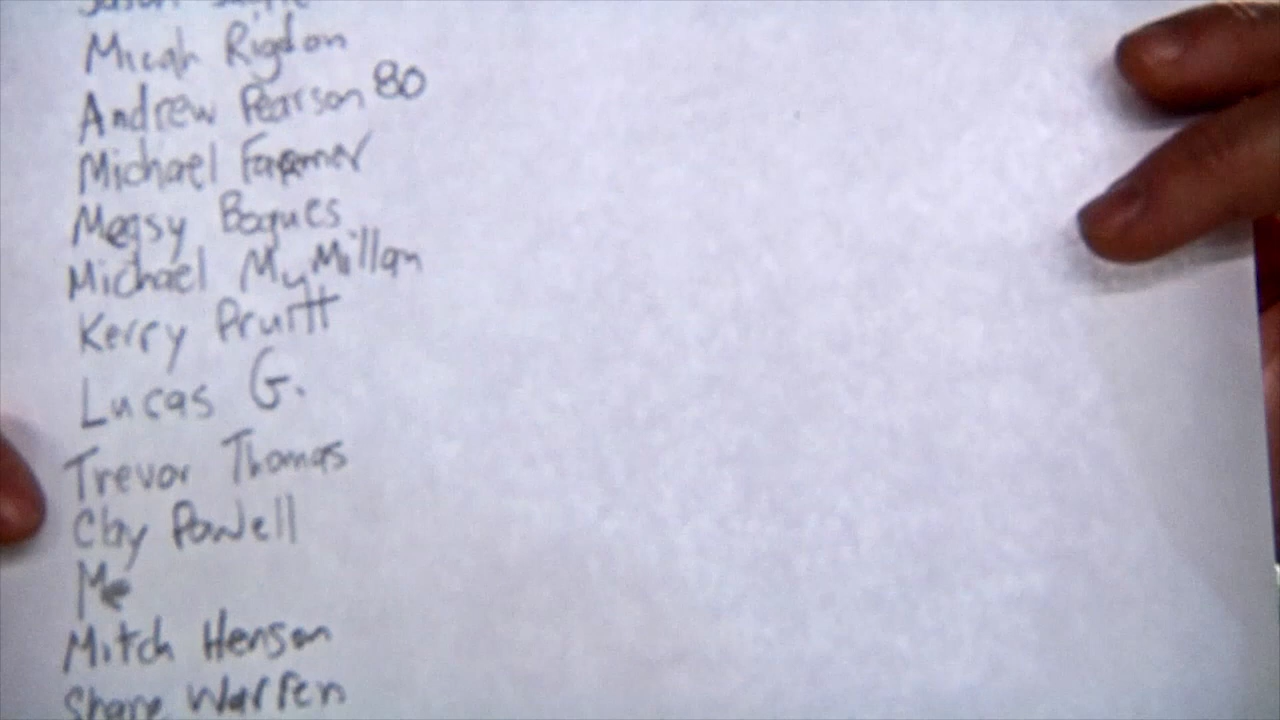 Micah Rigdon
Andrew Pearson 80
Michael Farmer
Megsy Bogues
Michael McMillan
Kerry Pruitt
Lucas G.
Trevor Thomas
Clay Powell
Me
Mitch Henson
Shane Warren